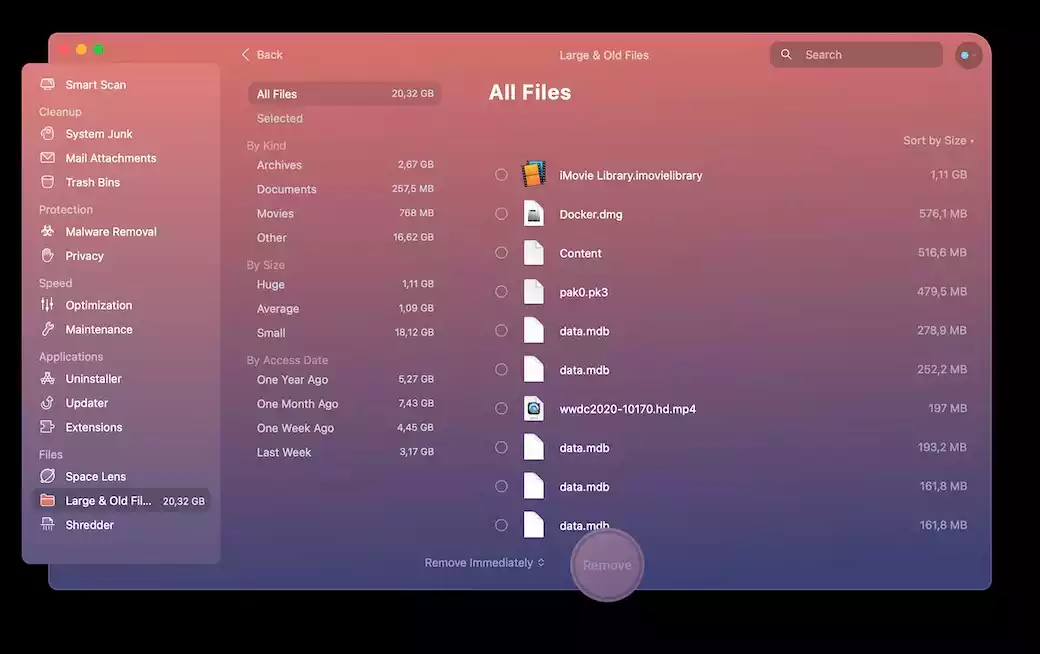 Smart Scan
Cleanup
System Junk
Mail Attachments
Trash Bins
Protection
Malware Removal
Privacy
Speed
Optimization
Maintenance
Applications
Uninstaller
Updater
Extensions
Files
Space Lens
Large & Old Fil... 20,32 GB
Shredder
Back
Large & Old Files
Search
All Files 20,32 GB
Selected
By Kind
Archives 2,67 GB
Documents 257,5 MB
Movies 768 MB
Other 16,62 GB
By Size
Huge 1,11 GB
Average 1,09 GB
Small 18,12 GB
By Access Date
One Year Ago 5,27 GB
One Month Ago 7,43 GB
One Week Ago 4,45 GB
Last Week 3,17 GB
All Files
Sort by Size
iMovie Library.imovielibrary 1,11 GB
Docker.dmg 576,1 MB
Content 516,6 MB
pak0.pk3 479,5 MB
data.mdb 278,9 MB
data.mdb 252,2 MB
wwdc2020-10170.hd.mp4 197 MB
data.mdb 193,2 MB
data.mdb 161,8 MB
data.mdb 161,8 MB
Remove Immediately
Remove